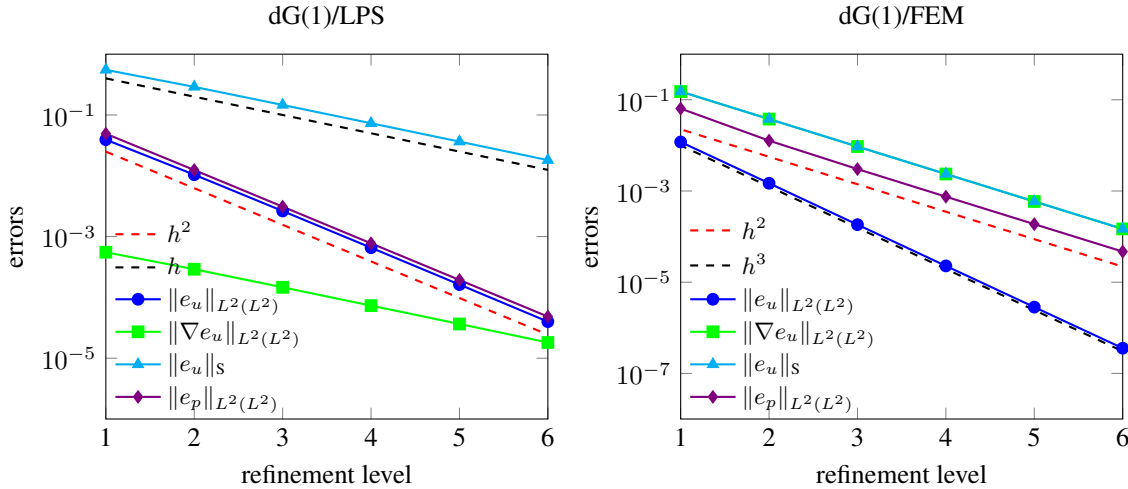 dG(1)/LPS
errors
10^{-1}
10^{-3}
10^{-5}
h^2
h
‖e_u‖_{L^2(L^2)}
‖∇e_u‖_{L^2(L^2)}
‖e_u‖_S
‖e_p‖_{L^2(L^2)}
1 2 3 4 5 6
refinement level
dG(1)/FEM
errors
10^{-1}
10^{-3}
10^{-5}
10^{-7}
h^2
h^3
‖e_u‖_{L^2(L^2)}
‖∇e_u‖_{L^2(L^2)}
‖e_u‖_S
‖e_p‖_{L^2(L^2)}
1 2 3 4 5 6
refinement level